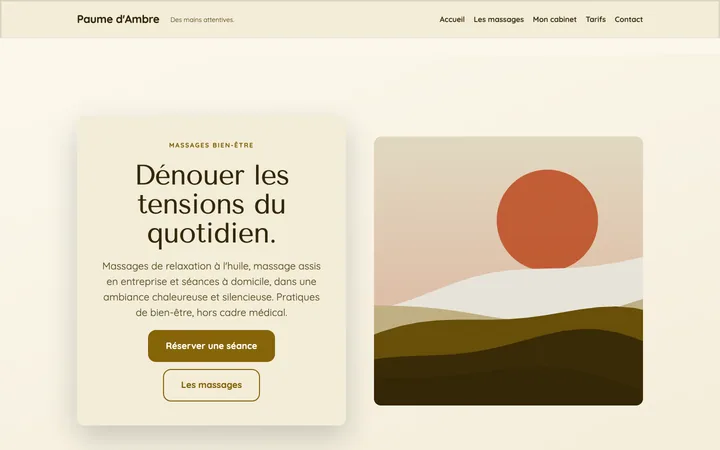 Paume d'Ambre
Des mains attentives.
Accueil Les massages Mon cabinet Tarifs Contact
MASSAGES BIEN-ÊTRE
Dénouer les
tensions du
quotidien.
Massages de relaxation à l'huile, massage assis
en entreprise et séances à domicile, dans une
ambiance chaleureuse et silencieuse. Pratiques
de bien-être, hors cadre médical.
Réserver une séance
Les massages